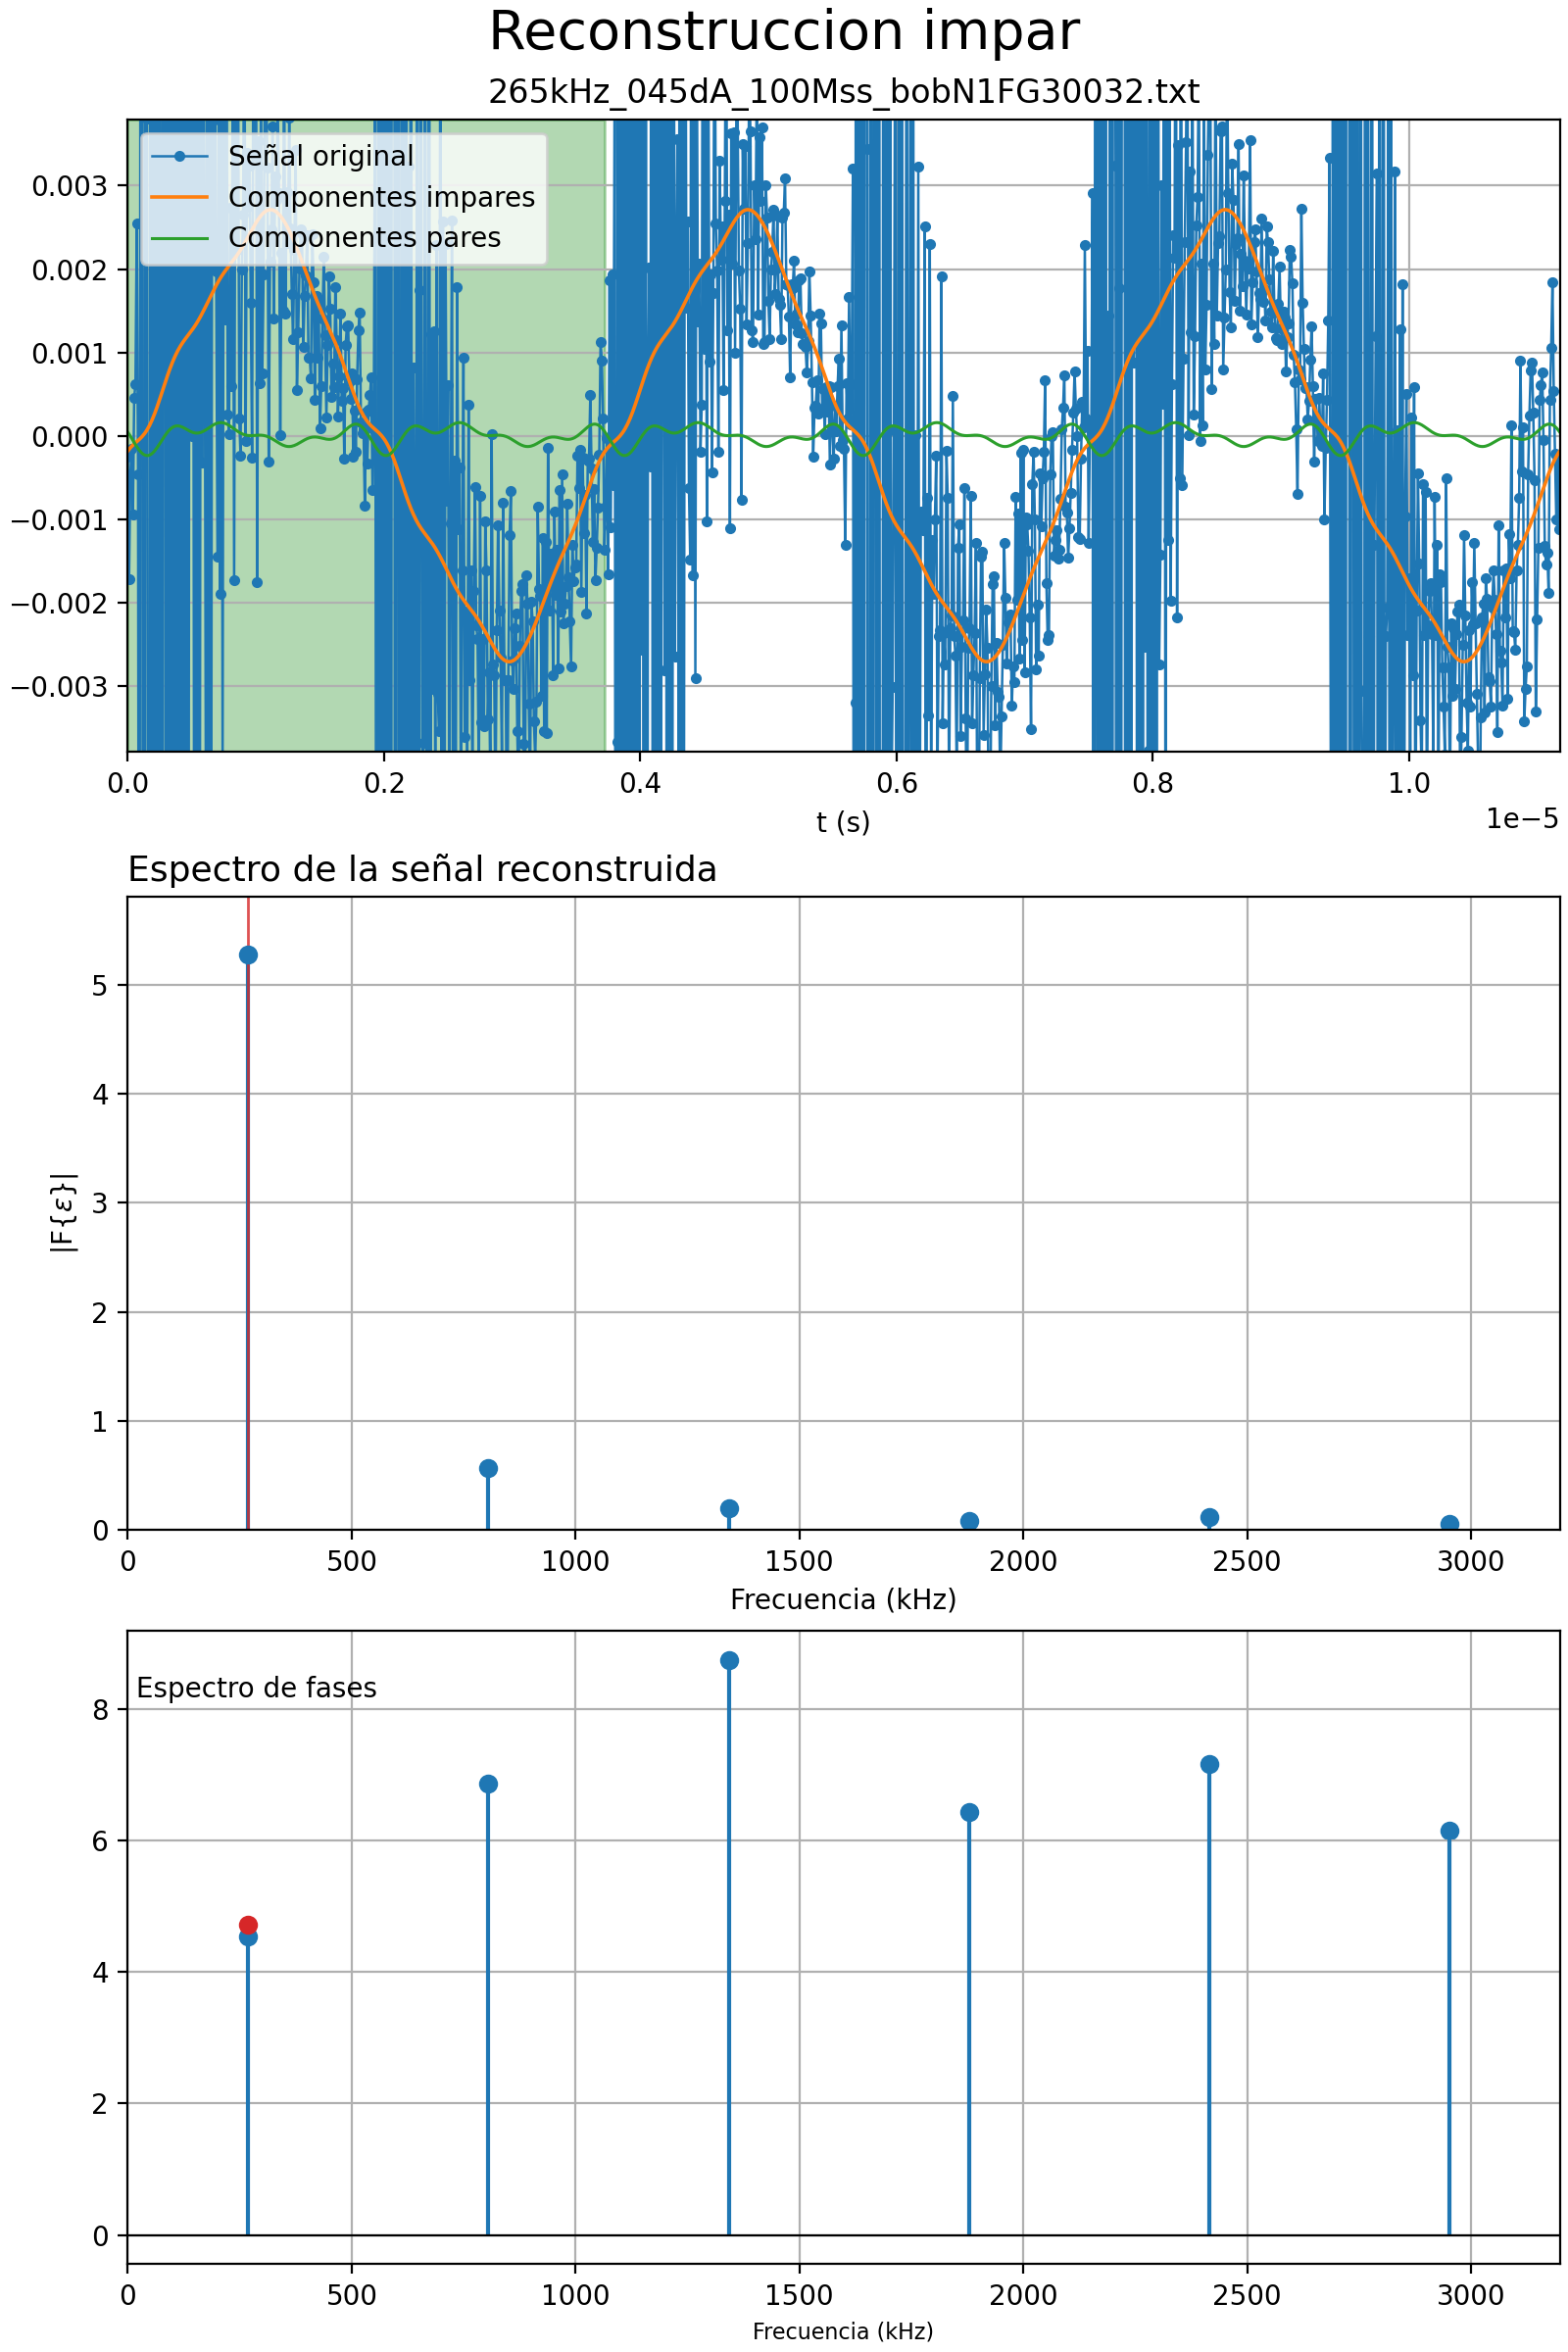 Reconstruccion impar
265kHz_045dA_100Mss_bobN1FG30032.txt
Señal original
Componentes impares
Componentes pares
0.003
0.002
0.001
0.000
−0.001
−0.002
−0.003
0.0 0.2 0.4 0.6 0.8 1.0
t (s)
1e−5
Espectro de la señal reconstruida
5
4
3
2
1
0
|F{ε}|
0 500 1000 1500 2000 2500 3000
Frecuencia (kHz)
Espectro de fases
8
6
4
2
0
0 500 1000 1500 2000 2500 3000
Frecuencia (kHz)